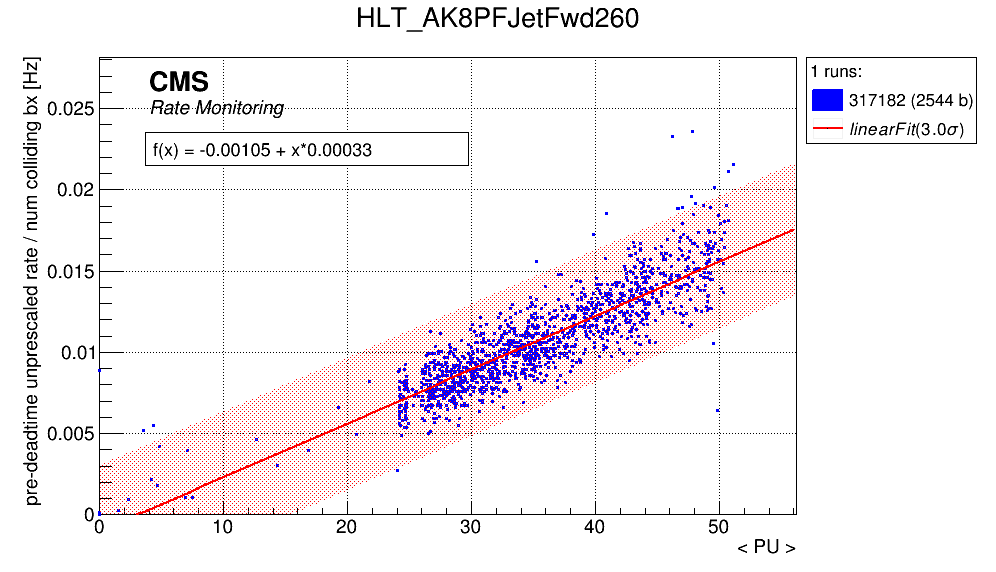 HLT_AK8PFJetFwd260
pre-deadtime unprescaled rate / num colliding bx [Hz]
CMS
Rate Monitoring
f(x) = -0.00105 + x*0.00033
0.025
0.02
0.015
0.01
0.005
0
0 10 20 30 40 50
< PU >
1 runs:
317182 (2544 b)
linearFit(3.0σ)